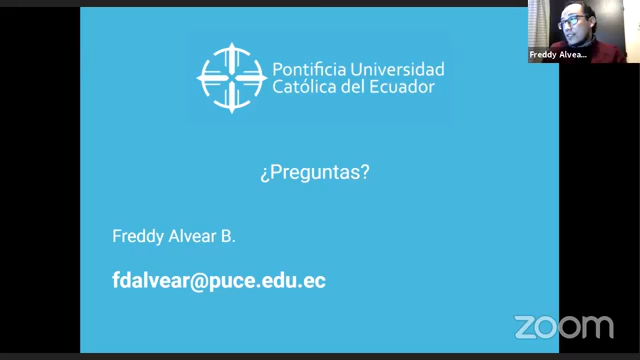 Freddy Alvea...
Pontificia Universidad
Católica del Ecuador
¿Preguntas?
Freddy Alvear B.
fdalvear@puce.edu.ec
zoom